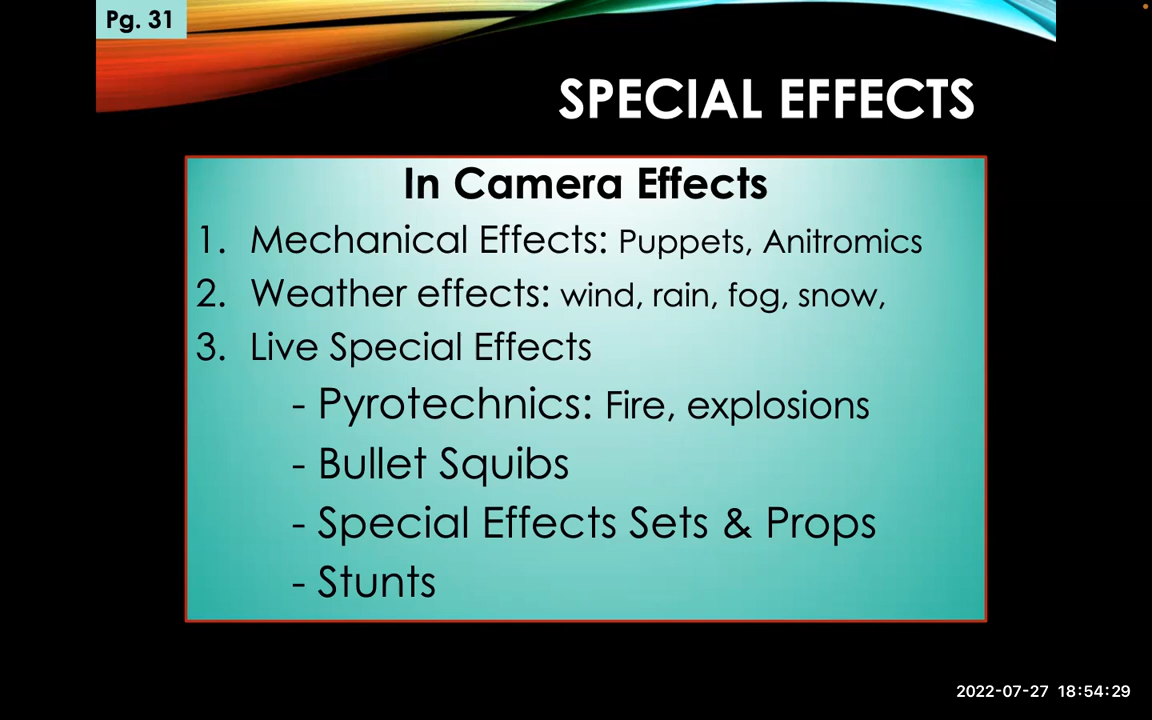 Pg. 31
SPECIAL EFFECTS
In Camera Effects
1. Mechanical Effects: Puppets, Anitromics
2. Weather effects: wind, rain, fog, snow,
3. Live Special Effects
- Pyrotechnics: Fire, explosions
- Bullet Squibs
- Special Effects Sets & Props
- Stunts
2022-07-27 18:54:29